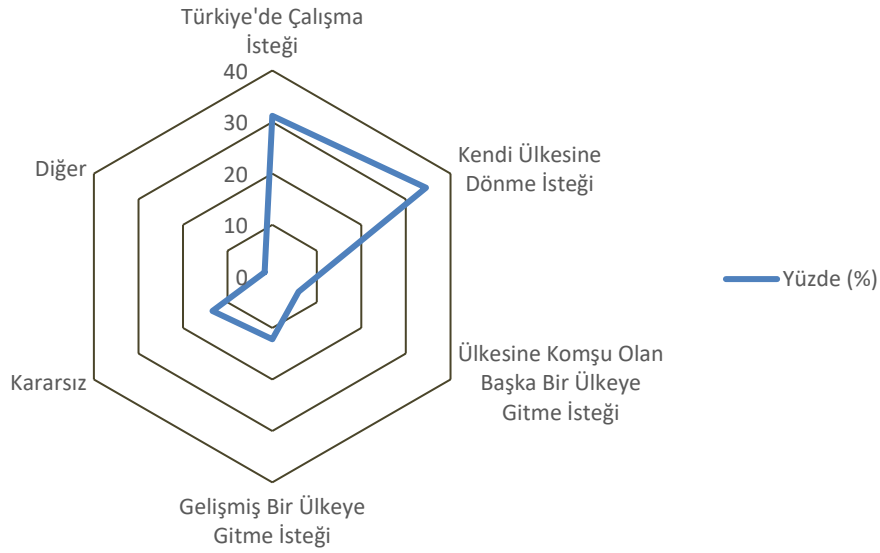 Türkiye'de Çalışma
İsteği
40
30
20
10
0
Kendi Ülkesine
Dönme İsteği
Ülkesine Komşu Olan
Başka Bir Ülkeye
Gitme İsteği
Gelişmiş Bir Ülkeye
Gitme İsteği
Kararsız
Diğer
Yüzde (%)